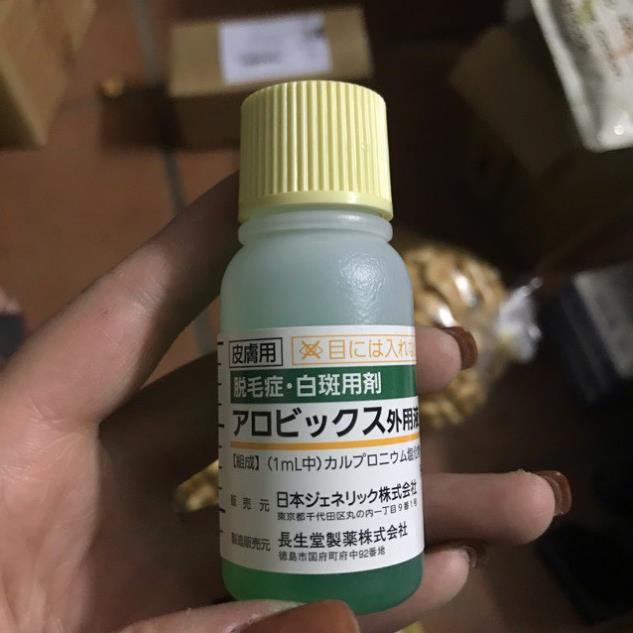 皮膚用 目には入れ
脱毛症・白斑用剤
アロビックス外用液
【組成】(1mL中)カルプロニウム塩化
販売元 日本ジェネリック株式会社
東京都千代田区丸の内一丁目9番1号
製造販売元 長生堂製薬株式会社
徳島市国府町府中92番地